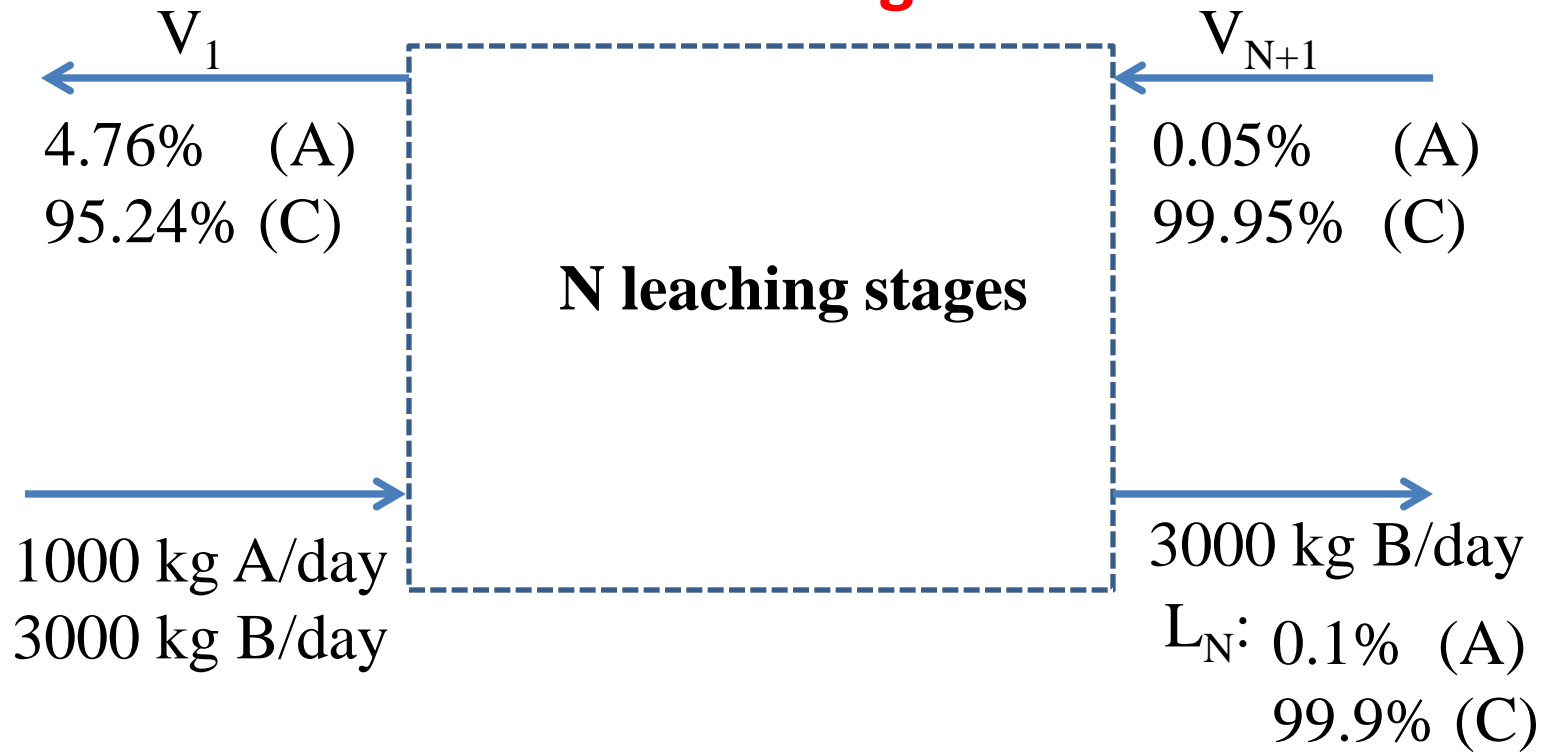 V1
VN+1
4.76% (A)
95.24% (C)
0.05% (A)
99.95% (C)
N leaching stages
1000 kg A/day
3000 kg B/day
3000 kg B/day
LN: 0.1% (A)
99.9% (C)